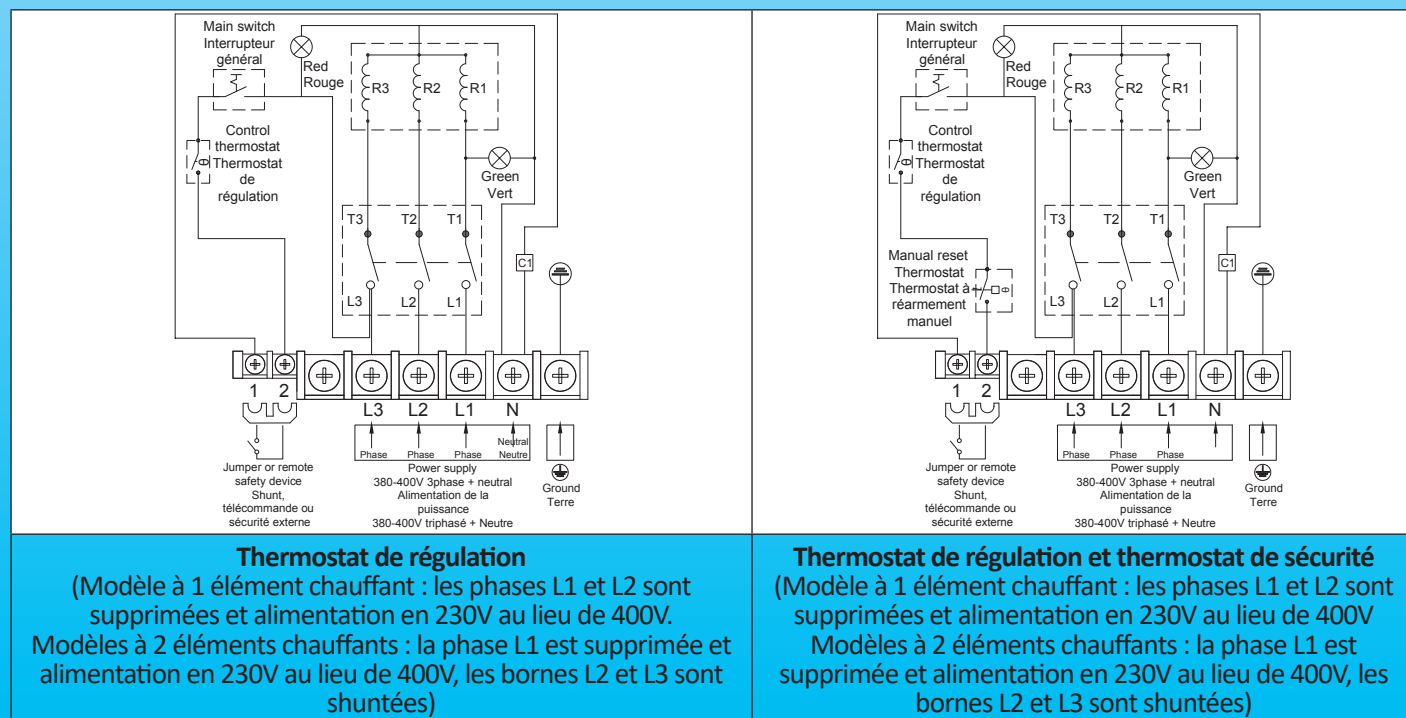 Main switch
Interrupteur
général
Red
Rouge
R3
R2
R1
Control
thermostat
Thermostat
de
régulation
Green
Vert
T3
T2
T1
C1
L3
L2
L1
1
2
L3
L2
L1
N
Phase
Phase
Phase
Neutral
Neutre
Jumper or remote
safety device
Shunt,
télécommande ou
sécurité externe
Power supply
380-400V 3phase + neutral
Alimentation de la
puissance
380-400V triphasé + Neutre
Ground
Terre
Thermostat de régulation
(Modèle à 1 élément chauffant : les phases L1 et L2 sont
supprimées et alimentation en 230V au lieu de 400V.
Modèles à 2 éléments chauffants : la phase L1 est supprimée et
alimentation en 230V au lieu de 400V, les bornes L2 et L3 sont
shuntées)
Main switch
Interrupteur
général
Red
Rouge
R3
R2
R1
Control
thermostat
Thermostat
de
régulation
Green
Vert
T3
T2
T1
Manual reset
Thermostat
Thermostat à
réarmement
manuel
C1
L3
L2
L1
1
2
L3
L2
L1
N
Phase
Phase
Phase
Jumper or remote
safety device
Shunt,
télécommande ou
sécurité externe
Power supply
380-400V 3phase + neutral
Alimentation de la
puissance
380-400V triphasé + Neutre
Ground
Terre
Thermostat de régulation et thermostat de sécurité
(Modèle à 1 élément chauffant : les phases L1 et L2 sont
supprimées et alimentation en 230V au lieu de 400V
Modèles à 2 éléments chauffants : la phase L1 est
supprimée et alimentation en 230V au lieu de 400V, les
bornes L2 et L3 sont shuntées)